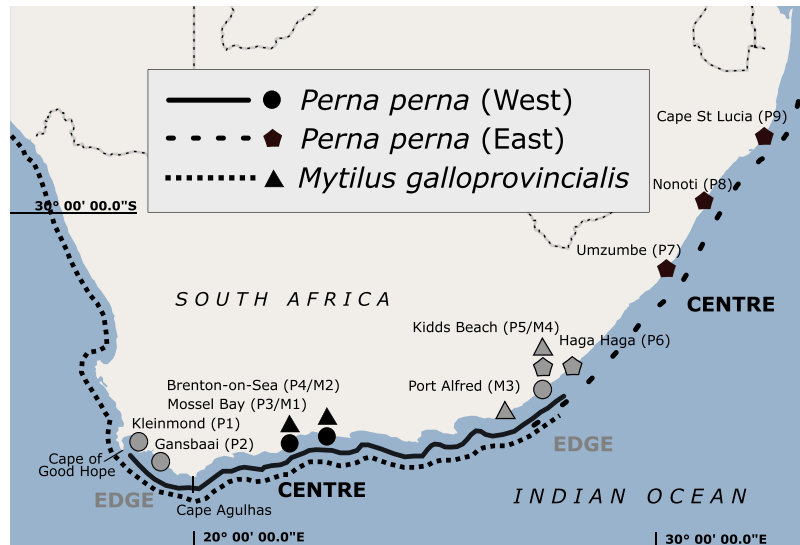 Perna perna (West)
Perna perna (East)
Mytilus galloprovincialis
Cape St Lucia (P9)
Nonoti (P8)
30° 00' 00.0"S
Umzumbe (P7)
SOUTH AFRICA
CENTRE
Kidds Beach (P5/M4)
Haga Haga (P6)
Brenton-on-Sea (P4/M2)
Port Alfred (M3)
Mossel Bay (P3/M1)
Kleinmond (P1)
Gansbaai (P2)
EDGE
Cape of
Good Hope
CENTRE
EDGE
INDIAN OCEAN
Cape Agulhas
20° 00' 00.0"E
30° 00' 00.0"E